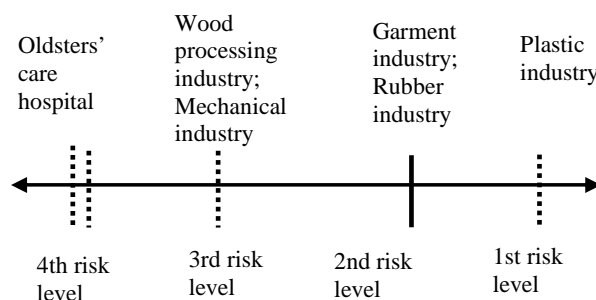 Oldsters’
care
hospital
Wood
processing
industry;
Mechanical
industry
Garment
industry;
Rubber
industry
Plastic
industry
4th risk
level
3rd risk
level
2nd risk
level
1st risk
level